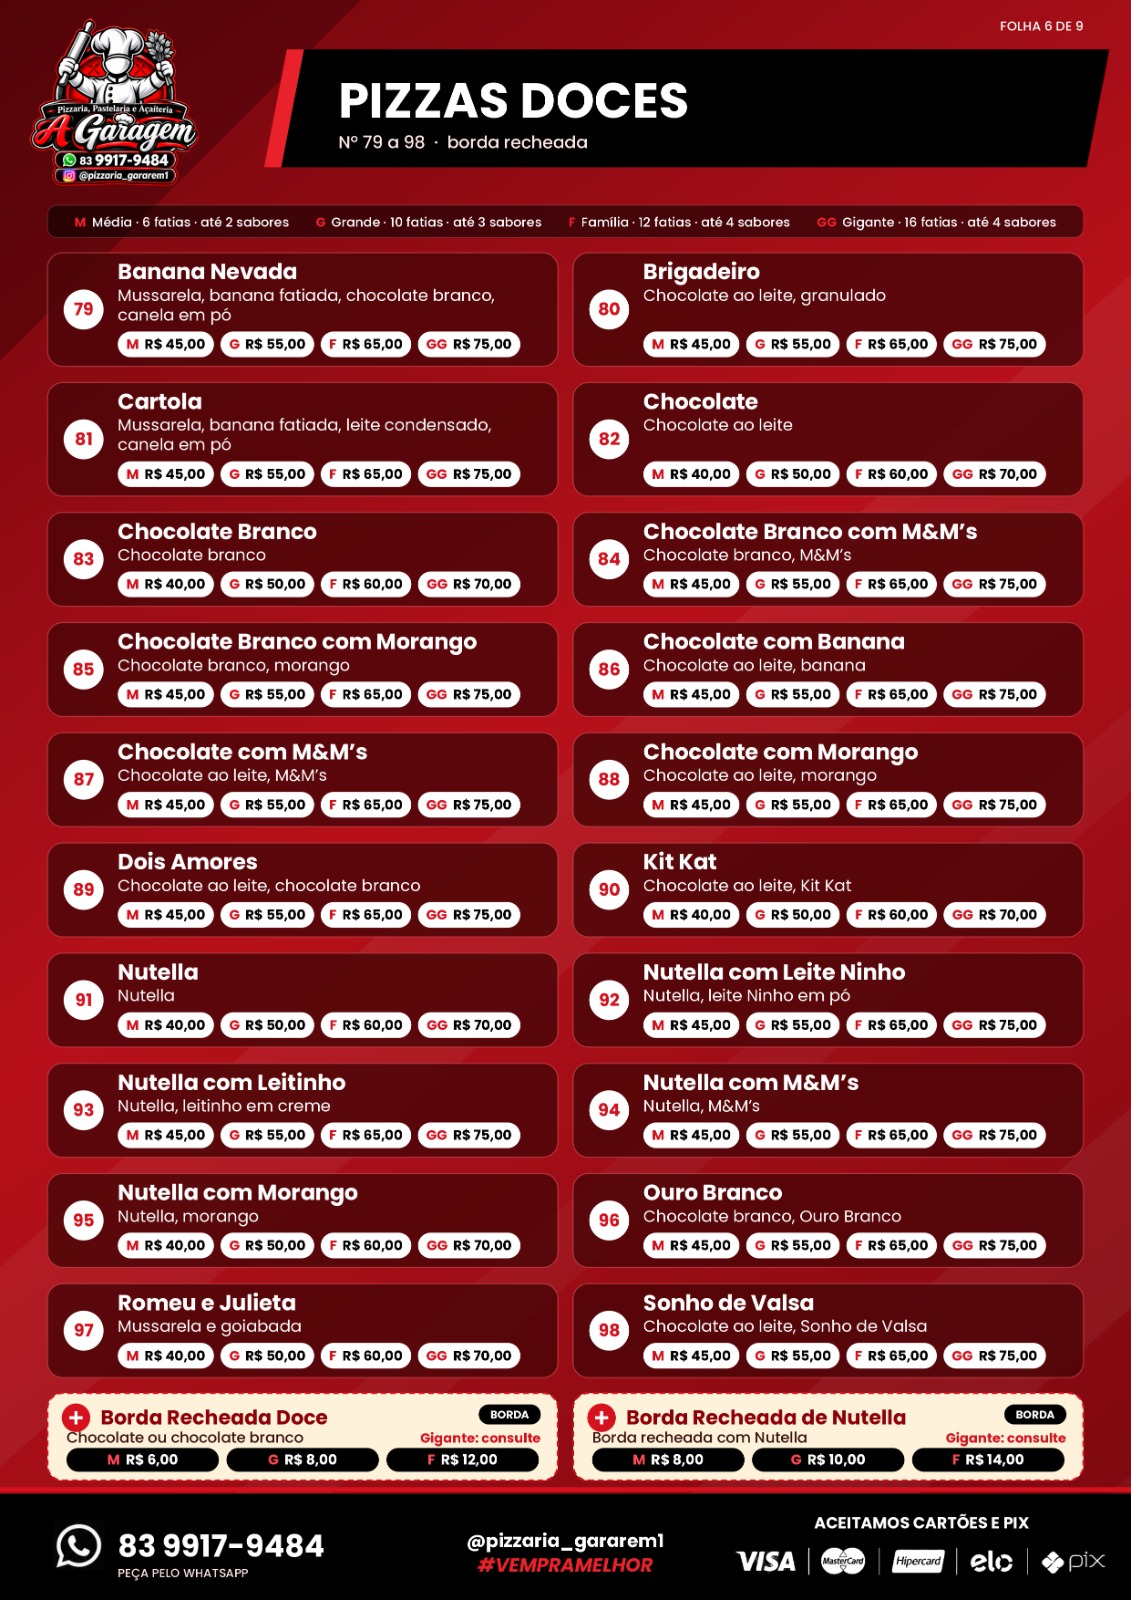 FOLHA 6 DE 9
Pizzaria, Pastelaria e Açaiteria
A Garagem
83 9917-9484
@pizzaria_gararem1
PIZZAS DOCES
Nº 79 a 98 · borda recheada
M Média · 6 fatias · até 2 sabores G Grande · 10 fatias · até 3 sabores F Família · 12 fatias · até 4 sabores GG Gigante · 16 fatias · até 4 sabores
79
Banana Nevada
Mussarela, banana fatiada, chocolate branco,
canela em pó
M R$ 45,00 G R$ 55,00 F R$ 65,00 GG R$ 75,00
80
Brigadeiro
Chocolate ao leite, granulado
M R$ 45,00 G R$ 55,00 F R$ 65,00 GG R$ 75,00
81
Cartola
Mussarela, banana fatiada, leite condensado,
canela em pó
M R$ 45,00 G R$ 55,00 F R$ 65,00 GG R$ 75,00
82
Chocolate
Chocolate ao leite
M R$ 40,00 G R$ 50,00 F R$ 60,00 GG R$ 70,00
83
Chocolate Branco
Chocolate branco
M R$ 40,00 G R$ 50,00 F R$ 60,00 GG R$ 70,00
84
Chocolate Branco com M&M’s
Chocolate branco, M&M’s
M R$ 45,00 G R$ 55,00 F R$ 65,00 GG R$ 75,00
85
Chocolate Branco com Morango
Chocolate branco, morango
M R$ 45,00 G R$ 55,00 F R$ 65,00 GG R$ 75,00
86
Chocolate com Banana
Chocolate ao leite, banana
M R$ 45,00 G R$ 55,00 F R$ 65,00 GG R$ 75,00
87
Chocolate com M&M’s
Chocolate ao leite, M&M’s
M R$ 45,00 G R$ 55,00 F R$ 65,00 GG R$ 75,00
88
Chocolate com Morango
Chocolate ao leite, morango
M R$ 45,00 G R$ 55,00 F R$ 65,00 GG R$ 75,00
89
Dois Amores
Chocolate ao leite, chocolate branco
M R$ 45,00 G R$ 55,00 F R$ 65,00 GG R$ 75,00
90
Kit Kat
Chocolate ao leite, Kit Kat
M R$ 40,00 G R$ 50,00 F R$ 60,00 GG R$ 70,00
91
Nutella
Nutella
M R$ 40,00 G R$ 50,00 F R$ 60,00 GG R$ 70,00
92
Nutella com Leite Ninho
Nutella, leite Ninho em pó
M R$ 45,00 G R$ 55,00 F R$ 65,00 GG R$ 75,00
93
Nutella com Leitinho
Nutella, leitinho em creme
M R$ 45,00 G R$ 55,00 F R$ 65,00 GG R$ 75,00
94
Nutella com M&M’s
Nutella, M&M’s
M R$ 45,00 G R$ 55,00 F R$ 65,00 GG R$ 75,00
95
Nutella com Morango
Nutella, morango
M R$ 40,00 G R$ 50,00 F R$ 60,00 GG R$ 70,00
96
Ouro Branco
Chocolate branco, Ouro Branco
M R$ 45,00 G R$ 55,00 F R$ 65,00 GG R$ 75,00
97
Romeu e Julieta
Mussarela e goiabada
M R$ 40,00 G R$ 50,00 F R$ 60,00 GG R$ 70,00
98
Sonho de Valsa
Chocolate ao leite, Sonho de Valsa
M R$ 45,00 G R$ 55,00 F R$ 65,00 GG R$ 75,00
+ Borda Recheada Doce BORDA
Chocolate ou chocolate branco Gigante: consulte
M R$ 6,00 G R$ 8,00 F R$ 12,00
+ Borda Recheada de Nutella BORDA
Borda recheada com Nutella Gigante: consulte
M R$ 8,00 G R$ 10,00 F R$ 14,00
83 9917-9484
PEÇA PELO WHATSAPP
@pizzaria_gararem1
#VEMPRAMELHOR
ACEITAMOS CARTÕES E PIX
VISA MasterCard Hipercard elo pix